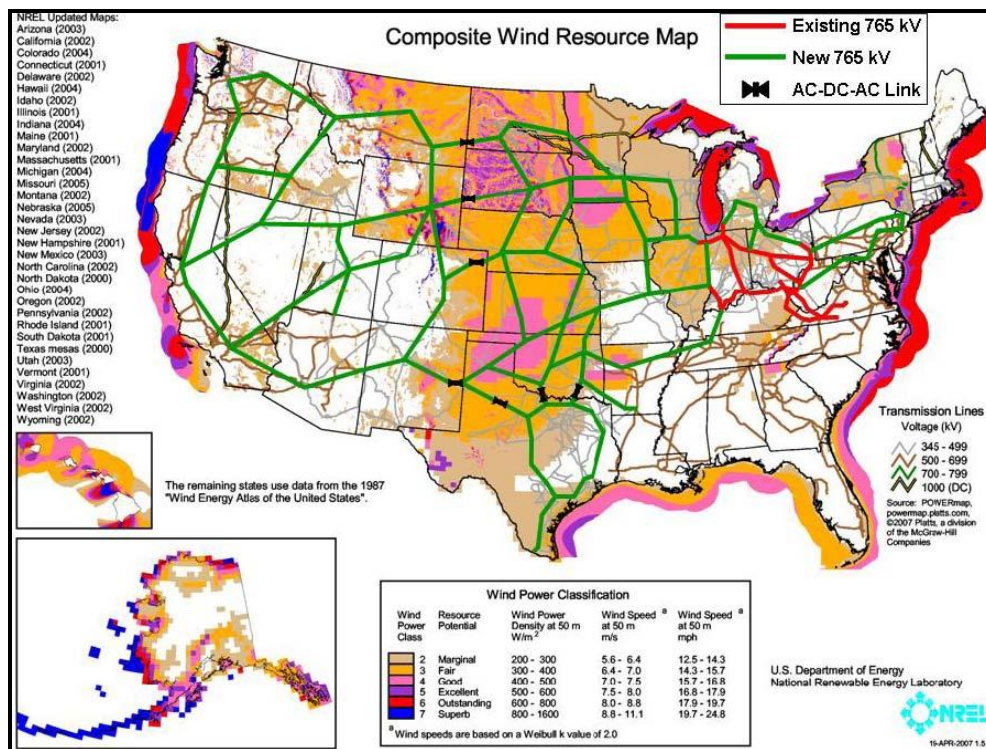 NREL Updated Maps:
Arizona (2003)
California (2002)
Colorado (2004)
Connecticut (2001)
Delaware (2002)
Hawaii (2004)
Idaho (2002)
Illinois (2001)
Indiana (2004)
Maine (2001)
Maryland (2002)
Massachusetts (2001)
Michigan (2004)
Missouri (2005)
Montana (2002)
Nebraska (2005)
Nevada (2003)
New Jersey (2002)
New Hampshire (2001)
New Mexico (2003)
North Carolina (2002)
North Dakota (2000)
Ohio (2004)
Oregon (2002)
Pennsylvania (2002)
Rhode Island (2001)
South Dakota (2001)
Texas mesas (2000)
Utah (2003)
Vermont (2001)
Virginia (2002)
Washington (2002)
West Virginia (2002)
Wyoming (2002)
Composite Wind Resource Map
Existing 765 kV
New 765 kV
AC-DC-AC Link
The remaining states use data from the 1987
"Wind Energy Atlas of the United States".
Transmission Lines
Voltage (kV)
345 - 499
500 - 699
700 - 799
1000 (DC)
Source: POWERmap,
powermap.platts.com,
©2007 Platts, a division
of the McGraw-Hill
Companies
Wind Power Classification
Wind Resource Wind Power Wind Speed a Wind Speed a
Power Potential Density at 50 m at 50 m at 50 m
Class W/m2 m/s mph
2 Marginal 200 - 300 5.6 - 6.4 12.5 - 14.3
3 Fair 300 - 400 6.4 - 7.0 14.3 - 15.7
4 Good 400 - 500 7.0 - 7.5 15.7 - 16.8
5 Excellent 500 - 600 7.5 - 8.0 16.8 - 17.9
6 Outstanding 600 - 800 8.0 - 8.8 17.9 - 19.7
7 Superb 800 - 1600 8.8 - 11.1 19.7 - 24.8
a Wind speeds are based on a Weibull k value of 2.0
U.S. Department of Energy
National Renewable Energy Laboratory
NREL
19-APR-2007 1.5